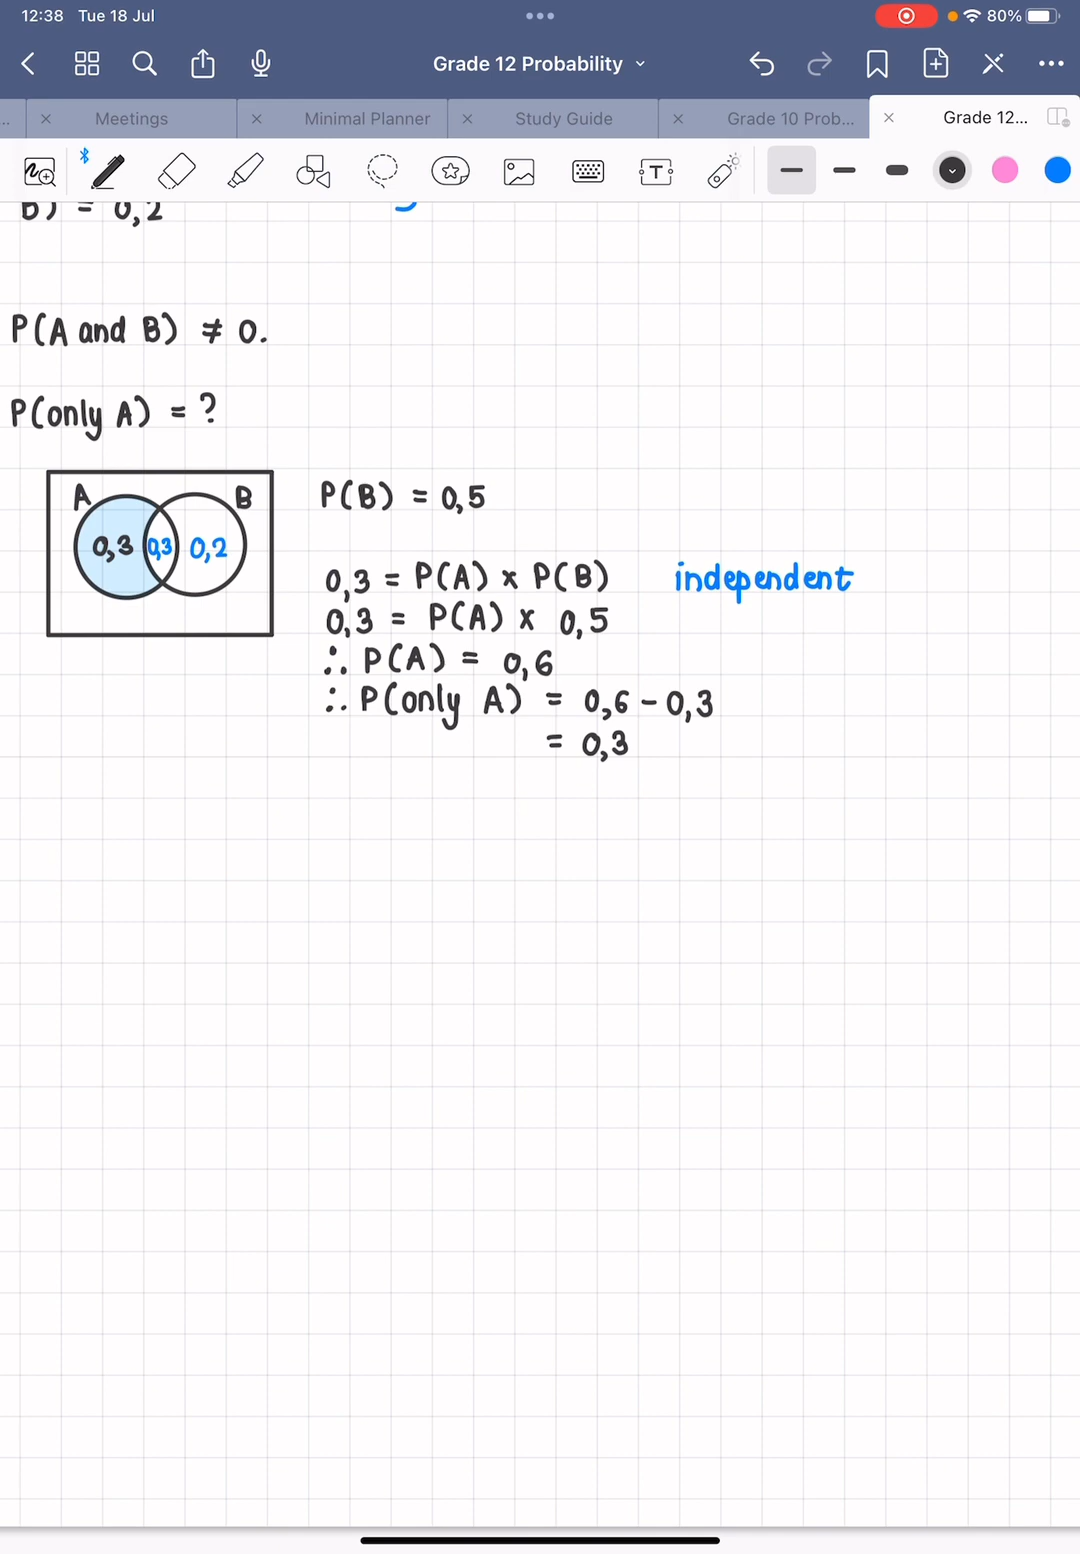 12:38 Tue 18 Jul
80%
Grade 12 Probability
Meetings
Minimal Planner
Study Guide
Grade 10 Prob...
Grade 12...
T
B) = 0,2
P(A and B) ≠ 0.
P(only A) = ?
A
B
0,3
0,3
0,2
P(B) = 0,5
0,3 = P(A) x P(B) independent
0,3 = P(A) x 0,5
∴ P(A) = 0,6
∴ P(only A) = 0,6 - 0,3
= 0,3